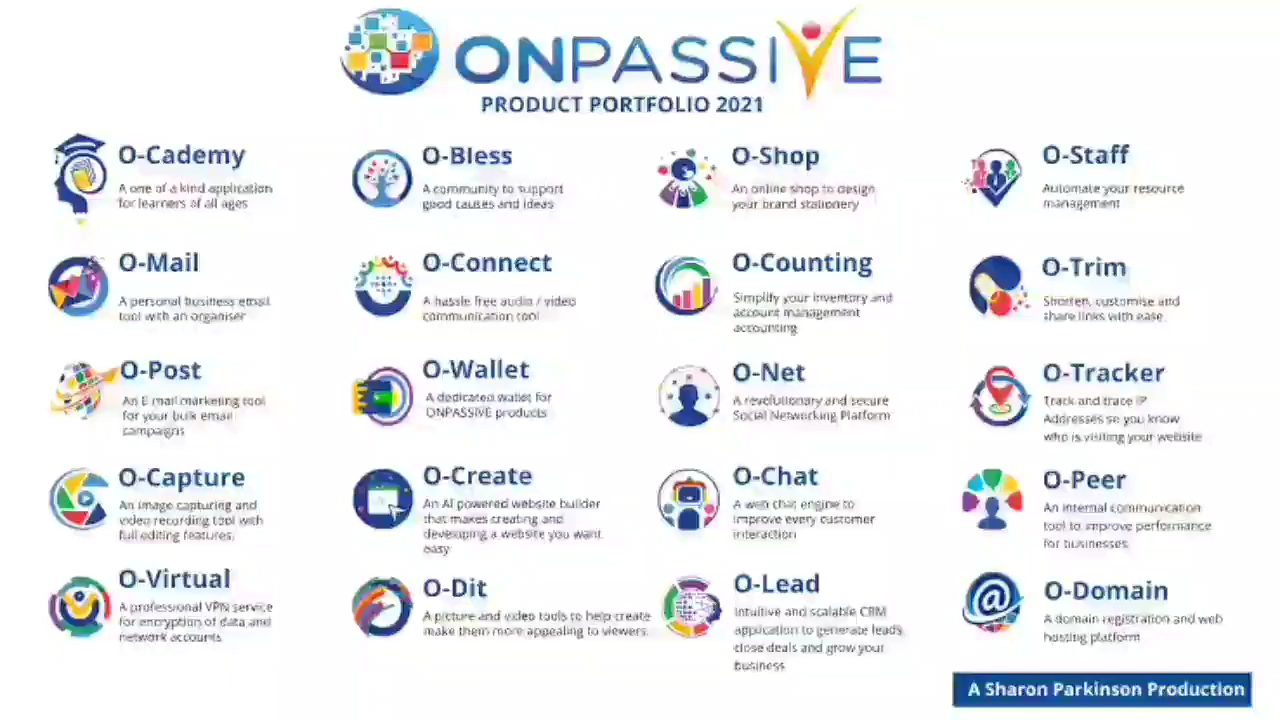 ONPASSIVE
PRODUCT PORTFOLIO 2021
O-Cademy
A one of a kind application
for learners of all ages
O-Bless
A community to support
good causes and ideas
O-Shop
An online shop to design
your brand stationery
O-Staff
Automate your resource
management
O-Mail
A personal business email
tool with an organiser
O-Connect
A hassle free audio / video
communication tool
O-Counting
Simplify your inventory and
account management
accounting
O-Trim
Shorten, customise and
share links with ease
O-Post
An E mail marketing tool
for your bulk email
campaigns
O-Wallet
A dedicated wallet for
ONPASSIVE products
O-Net
A revolutionary and secure
Social Networking Platform
O-Tracker
Track and trace IP
Addresses so you know
who is visiting your website
O-Capture
An image capturing and
video recording tool with
full editing features.
O-Create
An AI powered website builder
that makes creating and
developing a website you want
easy
O-Chat
A web chat engine to
improve every customer
interaction
O-Peer
An internal communication
tool to improve performance
for businesses
O-Virtual
A professional VPN service
for encryption of data and
network accounts
O-Dit
A picture and video tools to help create
make them more appealing to viewers.
O-Lead
Intuitive and scalable CRM
application to generate leads
close deals and grow your
business
O-Domain
A domain registration and web
hosting platform
A Sharon Parkinson Production